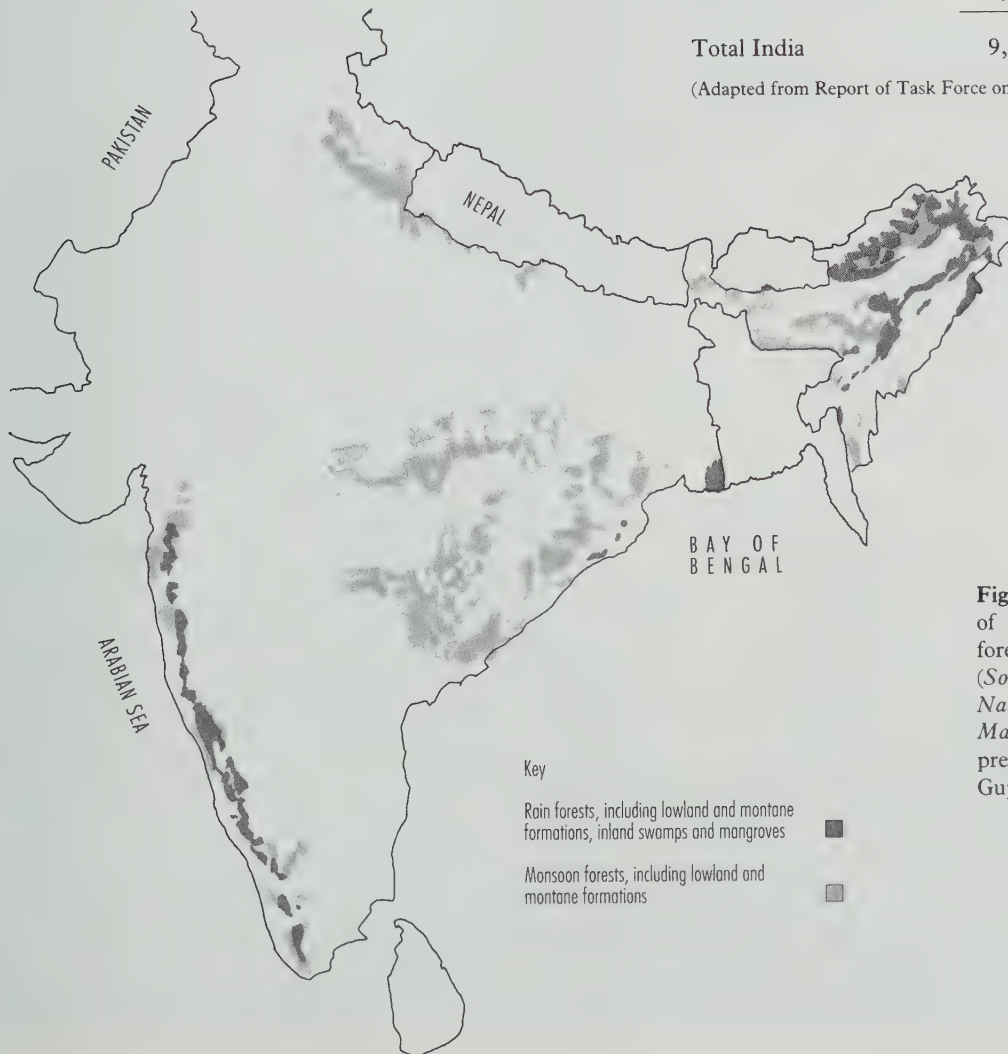 Total India 9,
(Adapted from Report of Task Force on
PAKISTAN
NEPAL
BAY OF
BENGAL
ARABIAN SEA
Fig
of
fore
(So
Na
Ma
pre
Gu
Key
Rain forests, including lowland and montane
formations, inland swamps and mangroves
Monsoon forests, including lowland and
montane formations